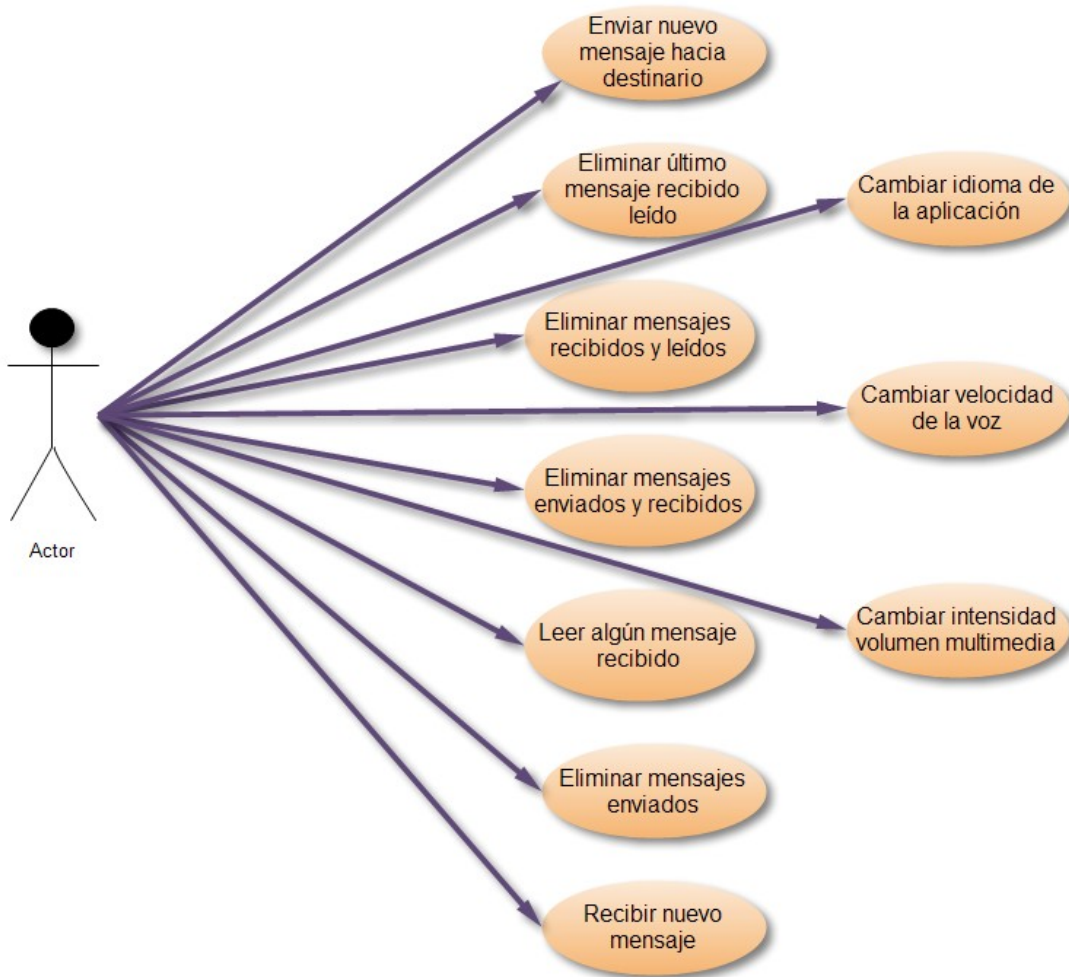 Enviar nuevo
mensaje hacia
destinario
Eliminar último
mensaje recibido
leído
Cambiar idioma de
la aplicación
Eliminar mensajes
recibidos y leídos
Cambiar velocidad
de la voz
Eliminar mensajes
enviados y recibidos
Actor
Leer algún mensaje
recibido
Cambiar intensidad
volumen multimedia
Eliminar mensajes
enviados
Recibir nuevo
mensaje